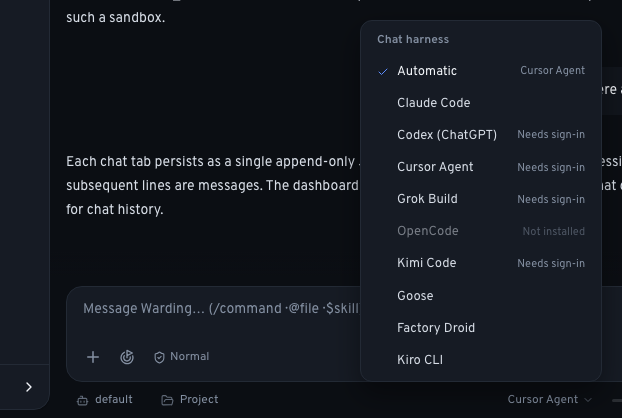 such a sandbox.
Chat harness
Automatic Cursor Agent
Claude Code
Codex (ChatGPT) Needs sign-in
Cursor Agent Needs sign-in
Grok Build Needs sign-in
OpenCode Not installed
Kimi Code Needs sign-in
Goose
Factory Droid
Kiro CLI
Each chat tab persists as a single append-only
subsequent lines are messages. The dashboard
for chat history.
Message Warding… (/command ·@file ·$skill
Normal
default Project Cursor Agent